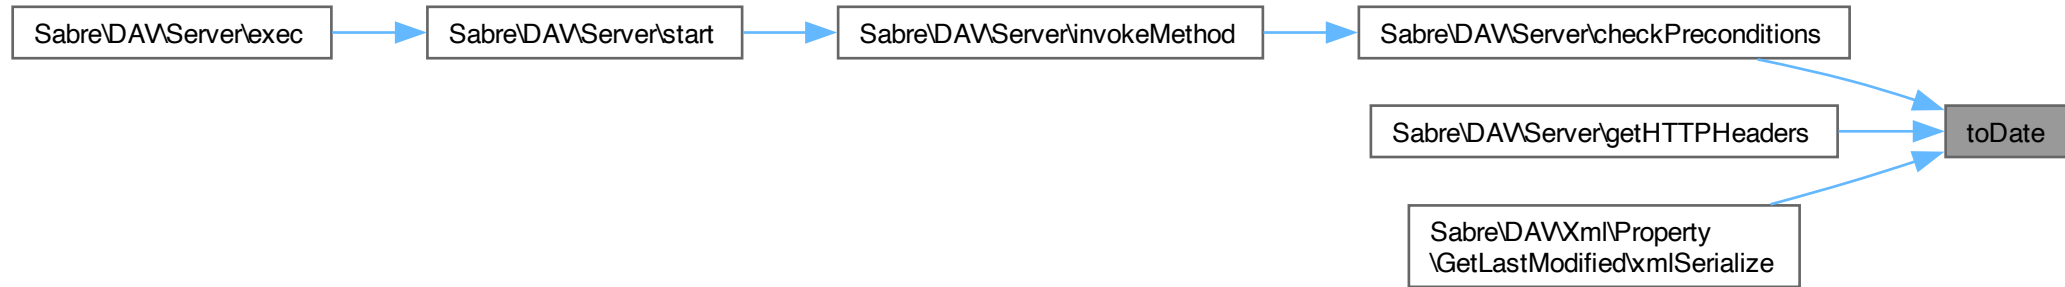 Sabre\DAV\Server\exec
Sabre\DAV\Server\start
Sabre\DAV\Server\invokeMethod
Sabre\DAV\Server\checkPreconditions
Sabre\DAV\Server\getHTTPHeaders
toDate
Sabre\DAV\Xml\Property
\GetLastModified\xmlSerialize